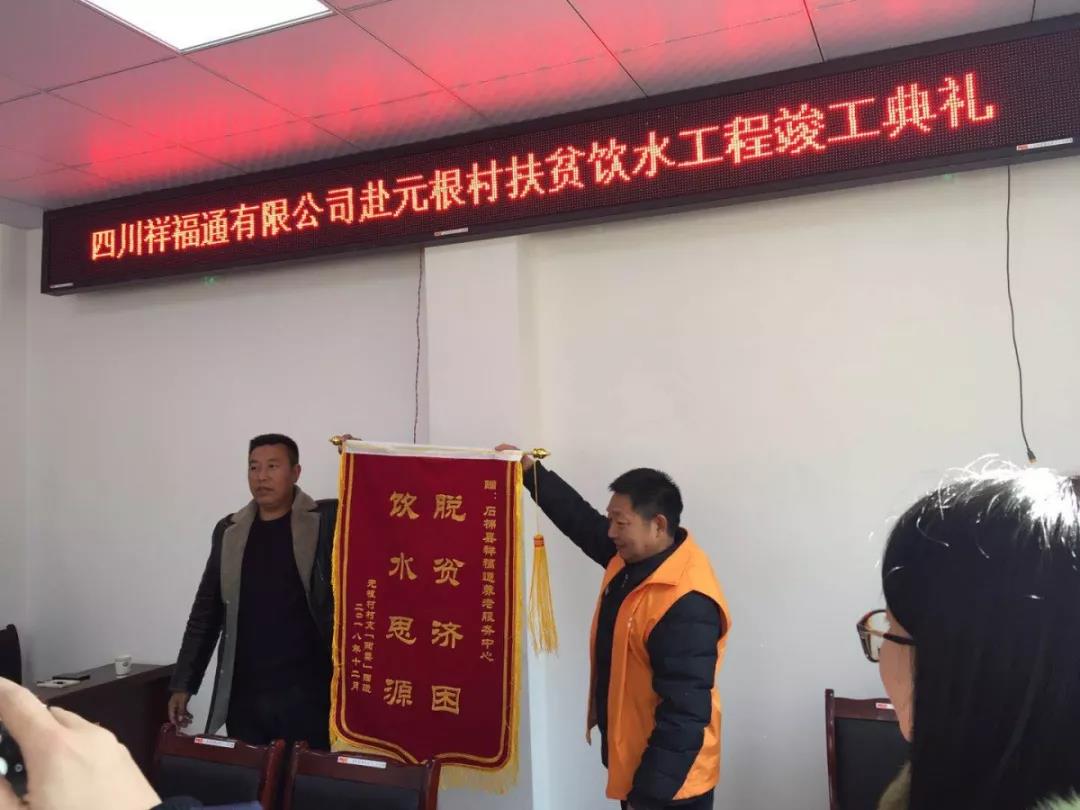 四川祥福通有限公司赴元根村扶贫饮水工程竣工典礼
赠：石棉县祥福通养老服务中心
脱贫济困
饮水思源
元根村村支「两委」赠
二〇一八年十二月